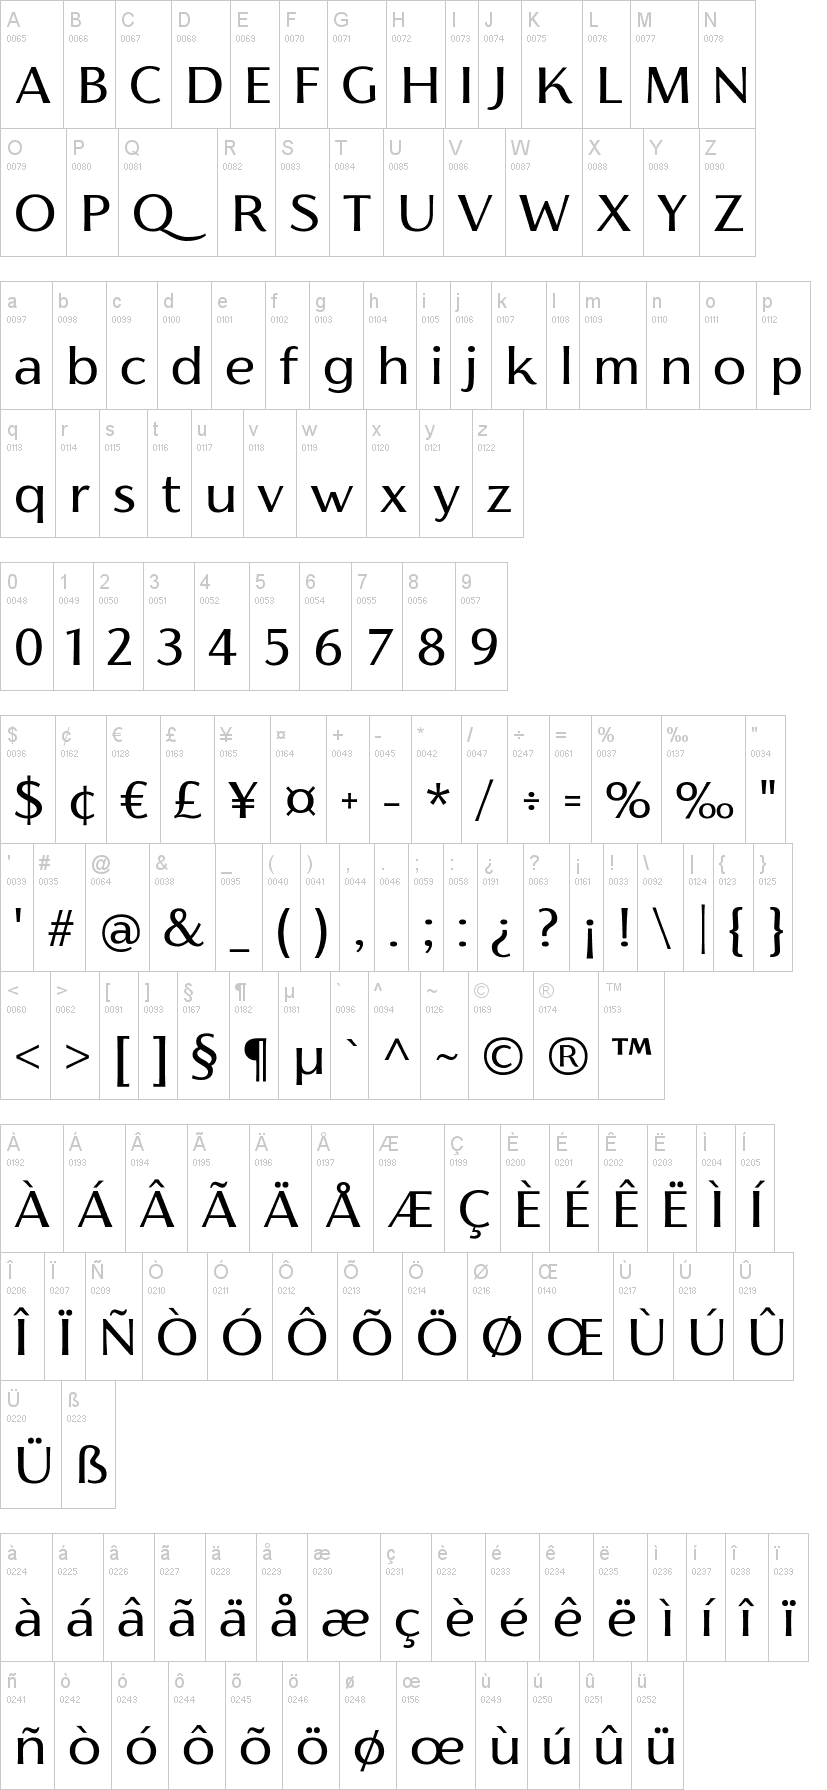 A B C D E F G H I J K L M N
0065 0066 0067 0068 0069 0070 0071 0072 0073 0074 0075 0076 0077 0078
A B C D E F G H I J K L M N
O P Q R S T U V W X Y Z
0079 0080 0081 0082 0083 0084 0085 0086 0087 0088 0089 0090
O P Q R S T U V W X Y Z
a b c d e f g h i j k l m n o p
0097 0098 0099 0100 0101 0102 0103 0104 0105 0106 0107 0108 0109 0110 0111 0112
a b c d e f g h i j k l m n o p
q r s t u v w x y z
0113 0114 0115 0116 0117 0118 0119 0120 0121 0122
q r s t u v w x y z
0 1 2 3 4 5 6 7 8 9
0048 0049 0050 0051 0052 0053 0054 0055 0056 0057
0 1 2 3 4 5 6 7 8 9
$ ¢ € £ ¥ ¤ + - * / ÷ = % ‰ "
0036 0162 0128 0163 0165 0164 0043 0045 0042 0047 0247 0061 0037 0137 0034
$ ¢ € £ ¥ ¤ + - * / ÷ = % ‰ "
' # @ & _ ( ) , . ; : ¿ ? ¡ ! \ | { }
0039 0035 0064 0038 0095 0040 0041 0044 0046 0059 0058 0191 0063 0161 0033 0092 0124 0123 0125
' # @ & _ ( ) , . ; : ¿ ? ¡ ! \ | { }
< > [ ] § ¶ µ ` ^ ~ © ® ™
0060 0062 0091 0093 0167 0182 0181 0096 0094 0126 0169 0174 0153
< > [ ] § ¶ µ ` ^ ~ © ® ™
À Á Â Ã Ä Å Æ Ç È É Ê Ë Ì Í
0192 0193 0194 0195 0196 0197 0198 0199 0200 0201 0202 0203 0204 0205
À Á Â Ã Ä Å Æ Ç È É Ê Ë Ì Í
Î Ï Ñ Ò Ó Ô Õ Ö Ø Œ Ù Ú Û
0206 0207 0209 0210 0211 0212 0213 0214 0216 0140 0217 0218 0219
Î Ï Ñ Ò Ó Ô Õ Ö Ø Œ Ù Ú Û
Ü ß
0220 0223
Ü ß
à á â ã ä å æ ç è é ê ë ì í î ï
0224 0225 0226 0227 0228 0229 0230 0231 0232 0233 0234 0235 0236 0237 0238 0239
à á â ã ä å æ ç è é ê ë ì í î ï
ñ ò ó ô õ ö ø œ ù ú û ü
0241 0242 0243 0244 0245 0246 0248 0156 0249 0250 0251 0252
ñ ò ó ô õ ö ø œ ù ú û ü